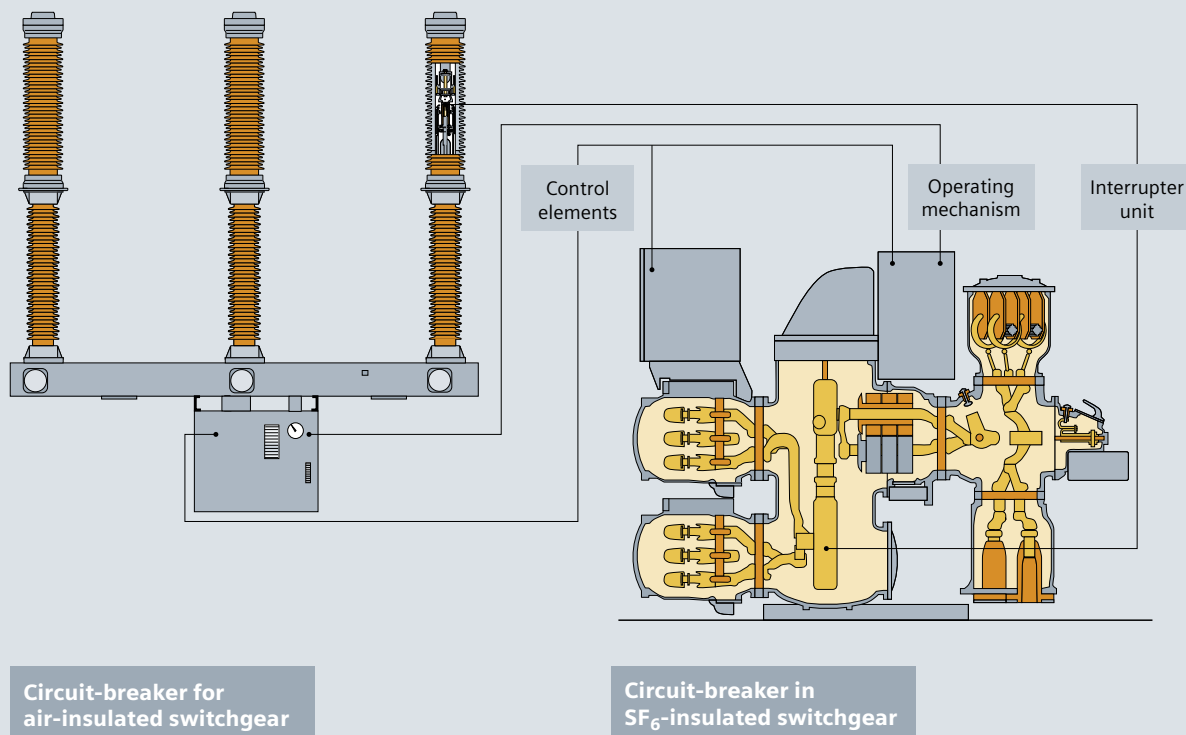 Control
elements
Operating
mechanism
Interrupter
unit
Circuit-breaker for
air-insulated switchgear
Circuit-breaker in
SF₆-insulated switchgear